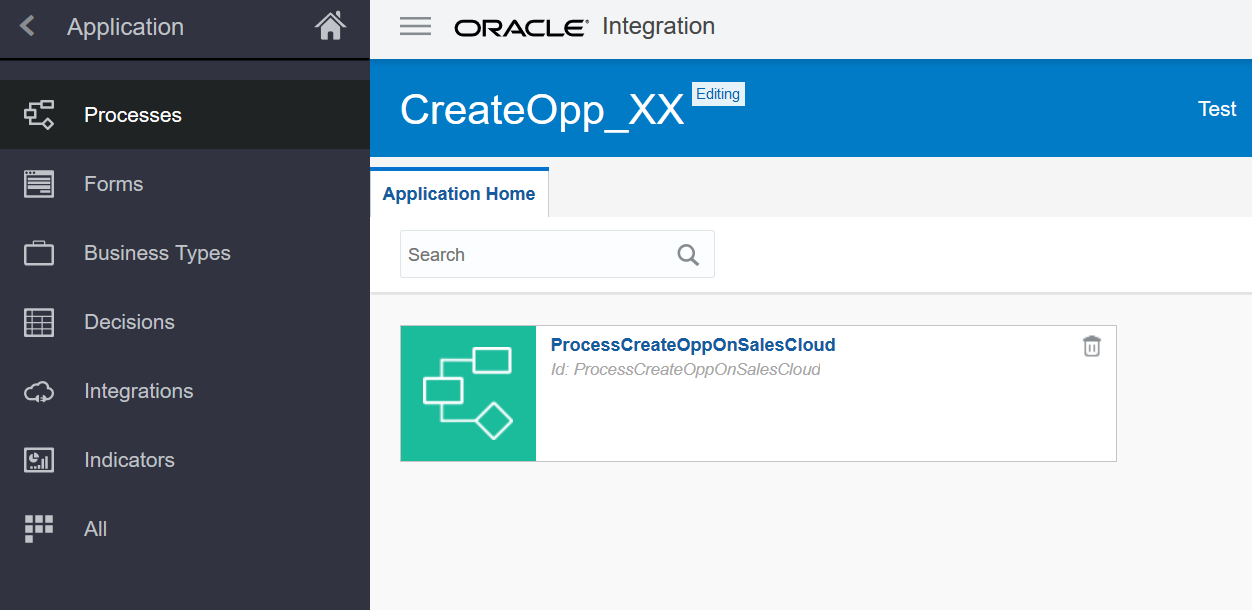 Application
ORACLE® Integration
CreateOpp_XX Editing
Test
Processes
Forms
Business Types
Decisions
Integrations
Indicators
All
Application Home
Search
ProcessCreateOppOnSalesCloud
Id: ProcessCreateOppOnSalesCloud